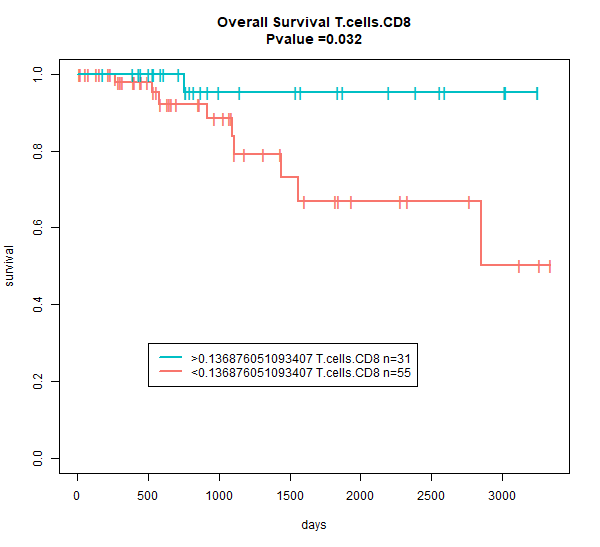 Overall Survival T.cells.CD8
Pvalue =0.032
1.0
0.8
0.6
0.4
0.2
0.0
survival
>0.136876051093407 T.cells.CD8 n=31
<0.136876051093407 T.cells.CD8 n=55
0 500 1000 1500 2000 2500 3000
days